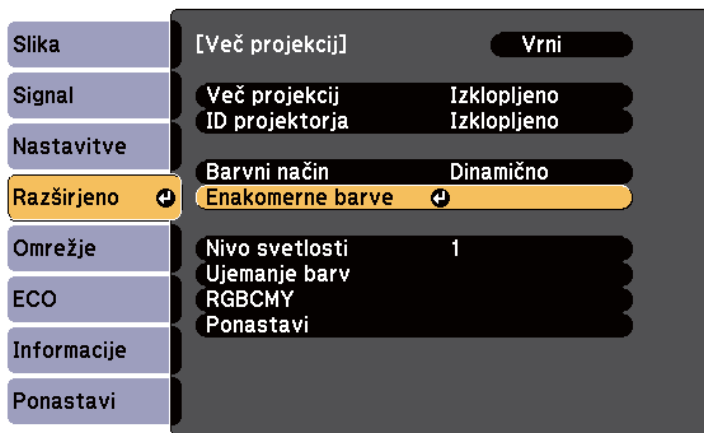 Slika
Signal
Nastavitve
Razširjeno
Omrežje
ECO
Informacije
Ponastavi
[Več projekcij] Vrni
Več projekcij Izklopljeno
ID projektorja Izklopljeno
Barvni način Dinamično
Enakomerne barve
Nivo svetlosti 1
Ujemanje barv
RGBCMY
Ponastavi